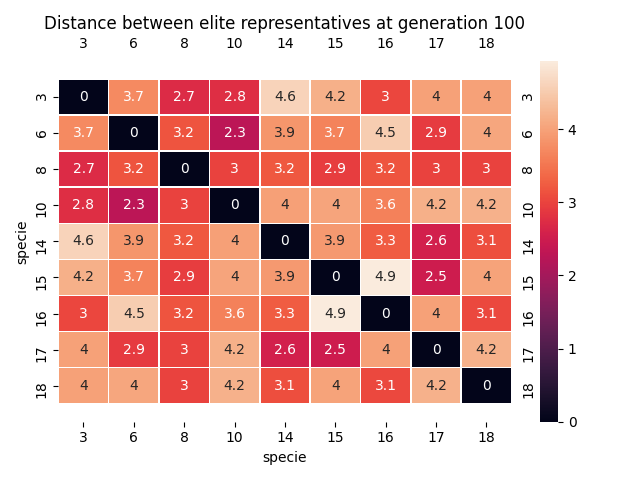 Distance between elite representatives at generation 100
3 6 8 10 14 15 16 17 18
3 0 3.7 2.7 2.8 4.6 4.2 3 4 4 3
6 3.7 0 3.2 2.3 3.9 3.7 4.5 2.9 4 6
8 2.7 3.2 0 3 3.2 2.9 3.2 3 3 8
10 2.8 2.3 3 0 4 4 3.6 4.2 4.2 10
14 4.6 3.9 3.2 4 0 3.9 3.3 2.6 3.1 14
15 4.2 3.7 2.9 4 3.9 0 4.9 2.5 4 15
16 3 4.5 3.2 3.6 3.3 4.9 0 4 3.1 16
17 4 2.9 3 4.2 2.6 2.5 4 0 4.2 17
18 4 4 3 4.2 3.1 4 3.1 4.2 0 18
3 6 8 10 14 15 16 17 18
specie
specie
4
3
2
1
0